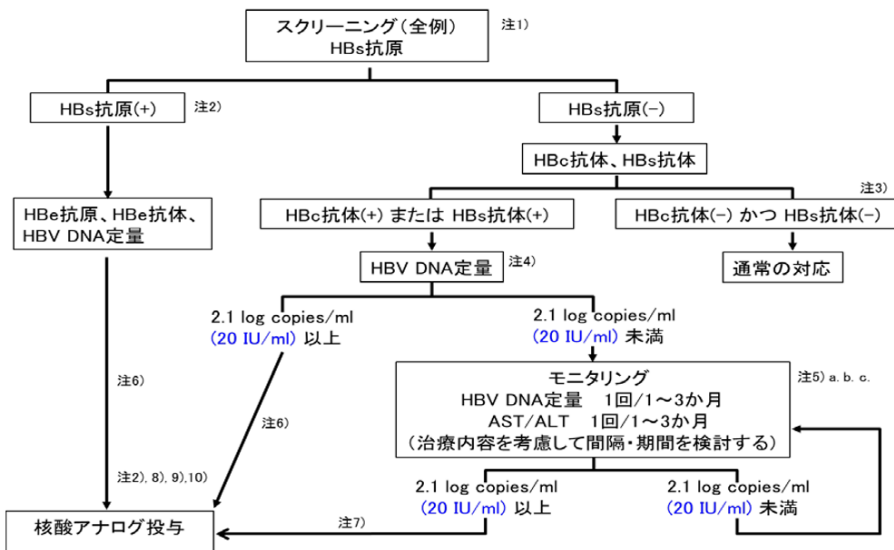 スクリーニング(全例)
HBs抗原
注1)
HBs抗原(+)
注2)
HBs抗原(-)
HBc抗体、HBs抗体
注3)
HBe抗原、HBe抗体、
HBV DNA定量
HBc抗体(+) または HBs抗体(+)
HBc抗体(-) かつ HBs抗体(-)
HBV DNA定量
注4)
通常の対応
2.1 log copies/ml
(20 IU/ml) 以上
2.1 log copies/ml
(20 IU/ml) 未満
注6)
注6)
モニタリング
HBV DNA定量 1回/1~3か月
AST/ALT 1回/1~3か月
(治療内容を考慮して間隔・期間を検討する)
注5) a. b. c.
注2), 8), 9),10)
2.1 log copies/ml
(20 IU/ml) 以上
2.1 log copies/ml
(20 IU/ml) 未満
核酸アナログ投与
注7)